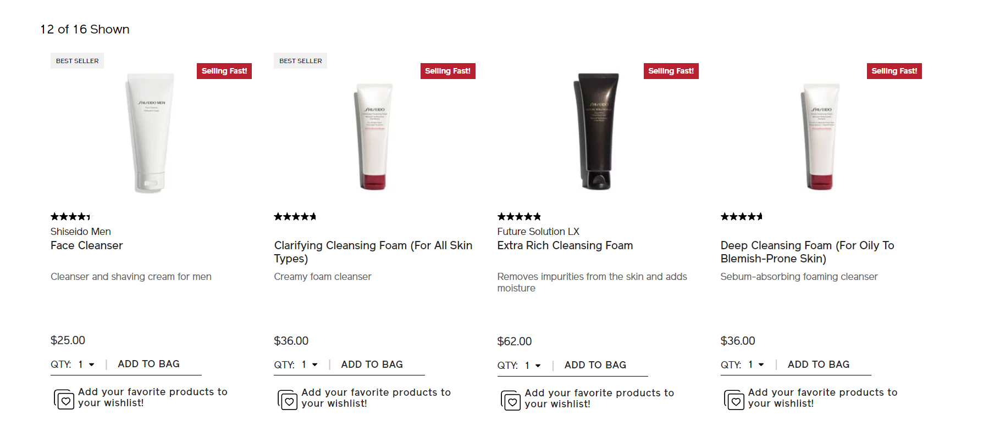 12 of 16 Shown
BEST SELLER
Selling Fast!
SHISEIDO MEN
Shiseido Men
Face Cleanser
Cleanser and shaving cream for men
$25.00
QTY: 1
ADD TO BAG
Add your favorite products to
your wishlist!
BEST SELLER
Selling Fast!
SHISEIDO
Clarifying Cleansing Foam (For All Skin
Types)
Creamy foam cleanser
$36.00
QTY: 1
ADD TO BAG
Add your favorite products to
your wishlist!
Selling Fast!
SHISEIDO
Future Solution LX
Extra Rich Cleansing Foam
Removes impurities from the skin and adds
moisture
$62.00
QTY: 1
ADD TO BAG
Add your favorite products to
your wishlist!
Selling Fast!
SHISEIDO
Deep Cleansing Foam (For Oily To
Blemish-Prone Skin)
Sebum-absorbing foaming cleanser
$36.00
QTY: 1
ADD TO BAG
Add your favorite products to
your wishlist!